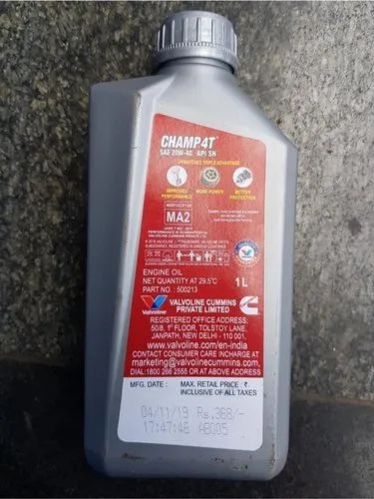 CHAMP4T
SAE 20W-40 API SN
ADVANCED TRIPLE ADVANTAGE
IMPROVED PERFORMANCE
MORE POWER
BETTER PROTECTION
MA2
ENGINE OIL
NET QUANTITY AT 29.5°C 1L
PART NO. 500213
Valvoline VALVOLINE CUMMINS
PRIVATE LIMITED
REGISTERED OFFICE ADDRESS:
50/8, 1st FLOOR, TOLSTOY LANE,
JANPATH, NEW DELHI - 110 001.
www.valvoline.com/en-india
CONTACT CONSUMER CARE INCHARGE AT
marketing@valvolinecummins.com
DIAL:1800 266 2555 OR AT ABOVE ADDRESS
MFG. DATE : MAX. RETAIL PRICE : ₹.
INCLUSIVE OF ALL TAXES
04/11/19 Rs.368/-
17:47:46 AB005